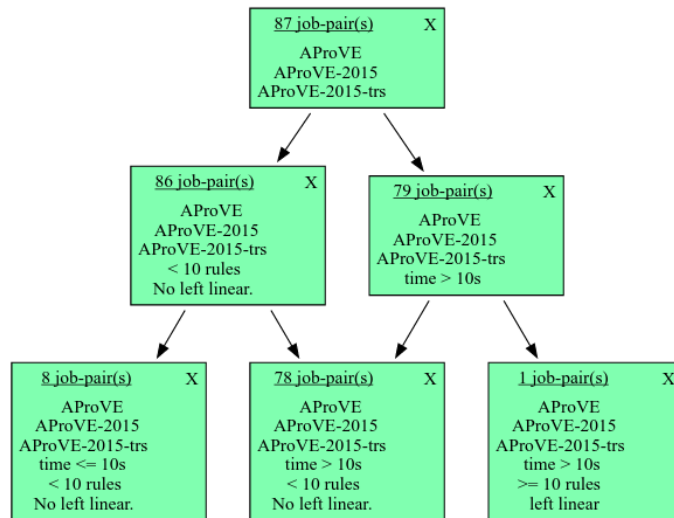 87 job-pair(s) X
AProVE
AProVE-2015
AProVE-2015-trs
86 job-pair(s) X
AProVE
AProVE-2015
AProVE-2015-trs
< 10 rules
No left linear.
79 job-pair(s) X
AProVE
AProVE-2015
AProVE-2015-trs
time > 10s
8 job-pair(s) X
AProVE
AProVE-2015
AProVE-2015-trs
time <= 10s
< 10 rules
No left linear.
78 job-pair(s) X
AProVE
AProVE-2015
AProVE-2015-trs
time > 10s
< 10 rules
No left linear.
1 job-pair(s) X
AProVE
AProVE-2015
AProVE-2015-trs
time > 10s
>= 10 rules
left linear